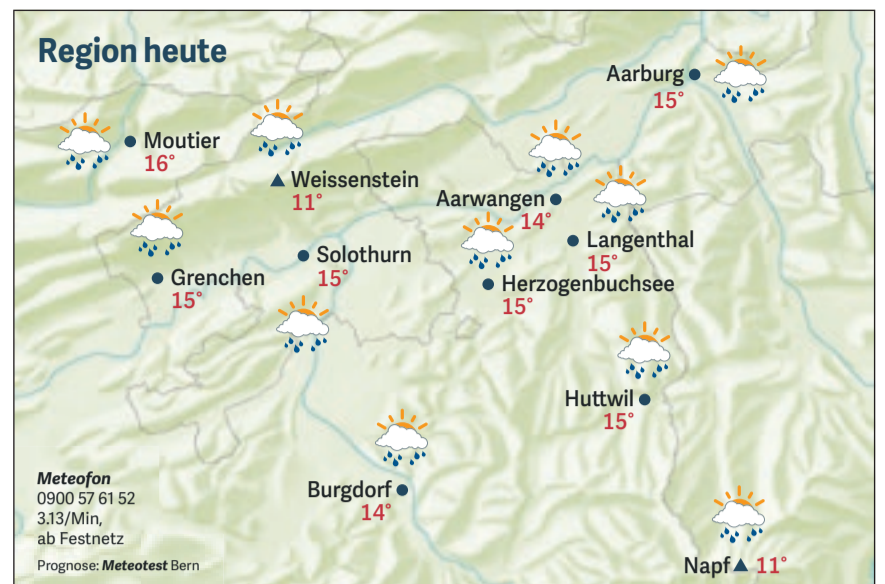 Region heute
Aarburg
15°
Moutier
16°
Weissenstein
11°
Aarwangen
14°
Langenthal
15°
Solothurn
15°
Grenchen
15°
Herzogenbuchsee
15°
Huttwil
15°
Burgdorf
14°
Napf 11°
Meteofon
0900 57 61 52
3.13/Min,
ab Festnetz
Prognose: Meteotest Bern